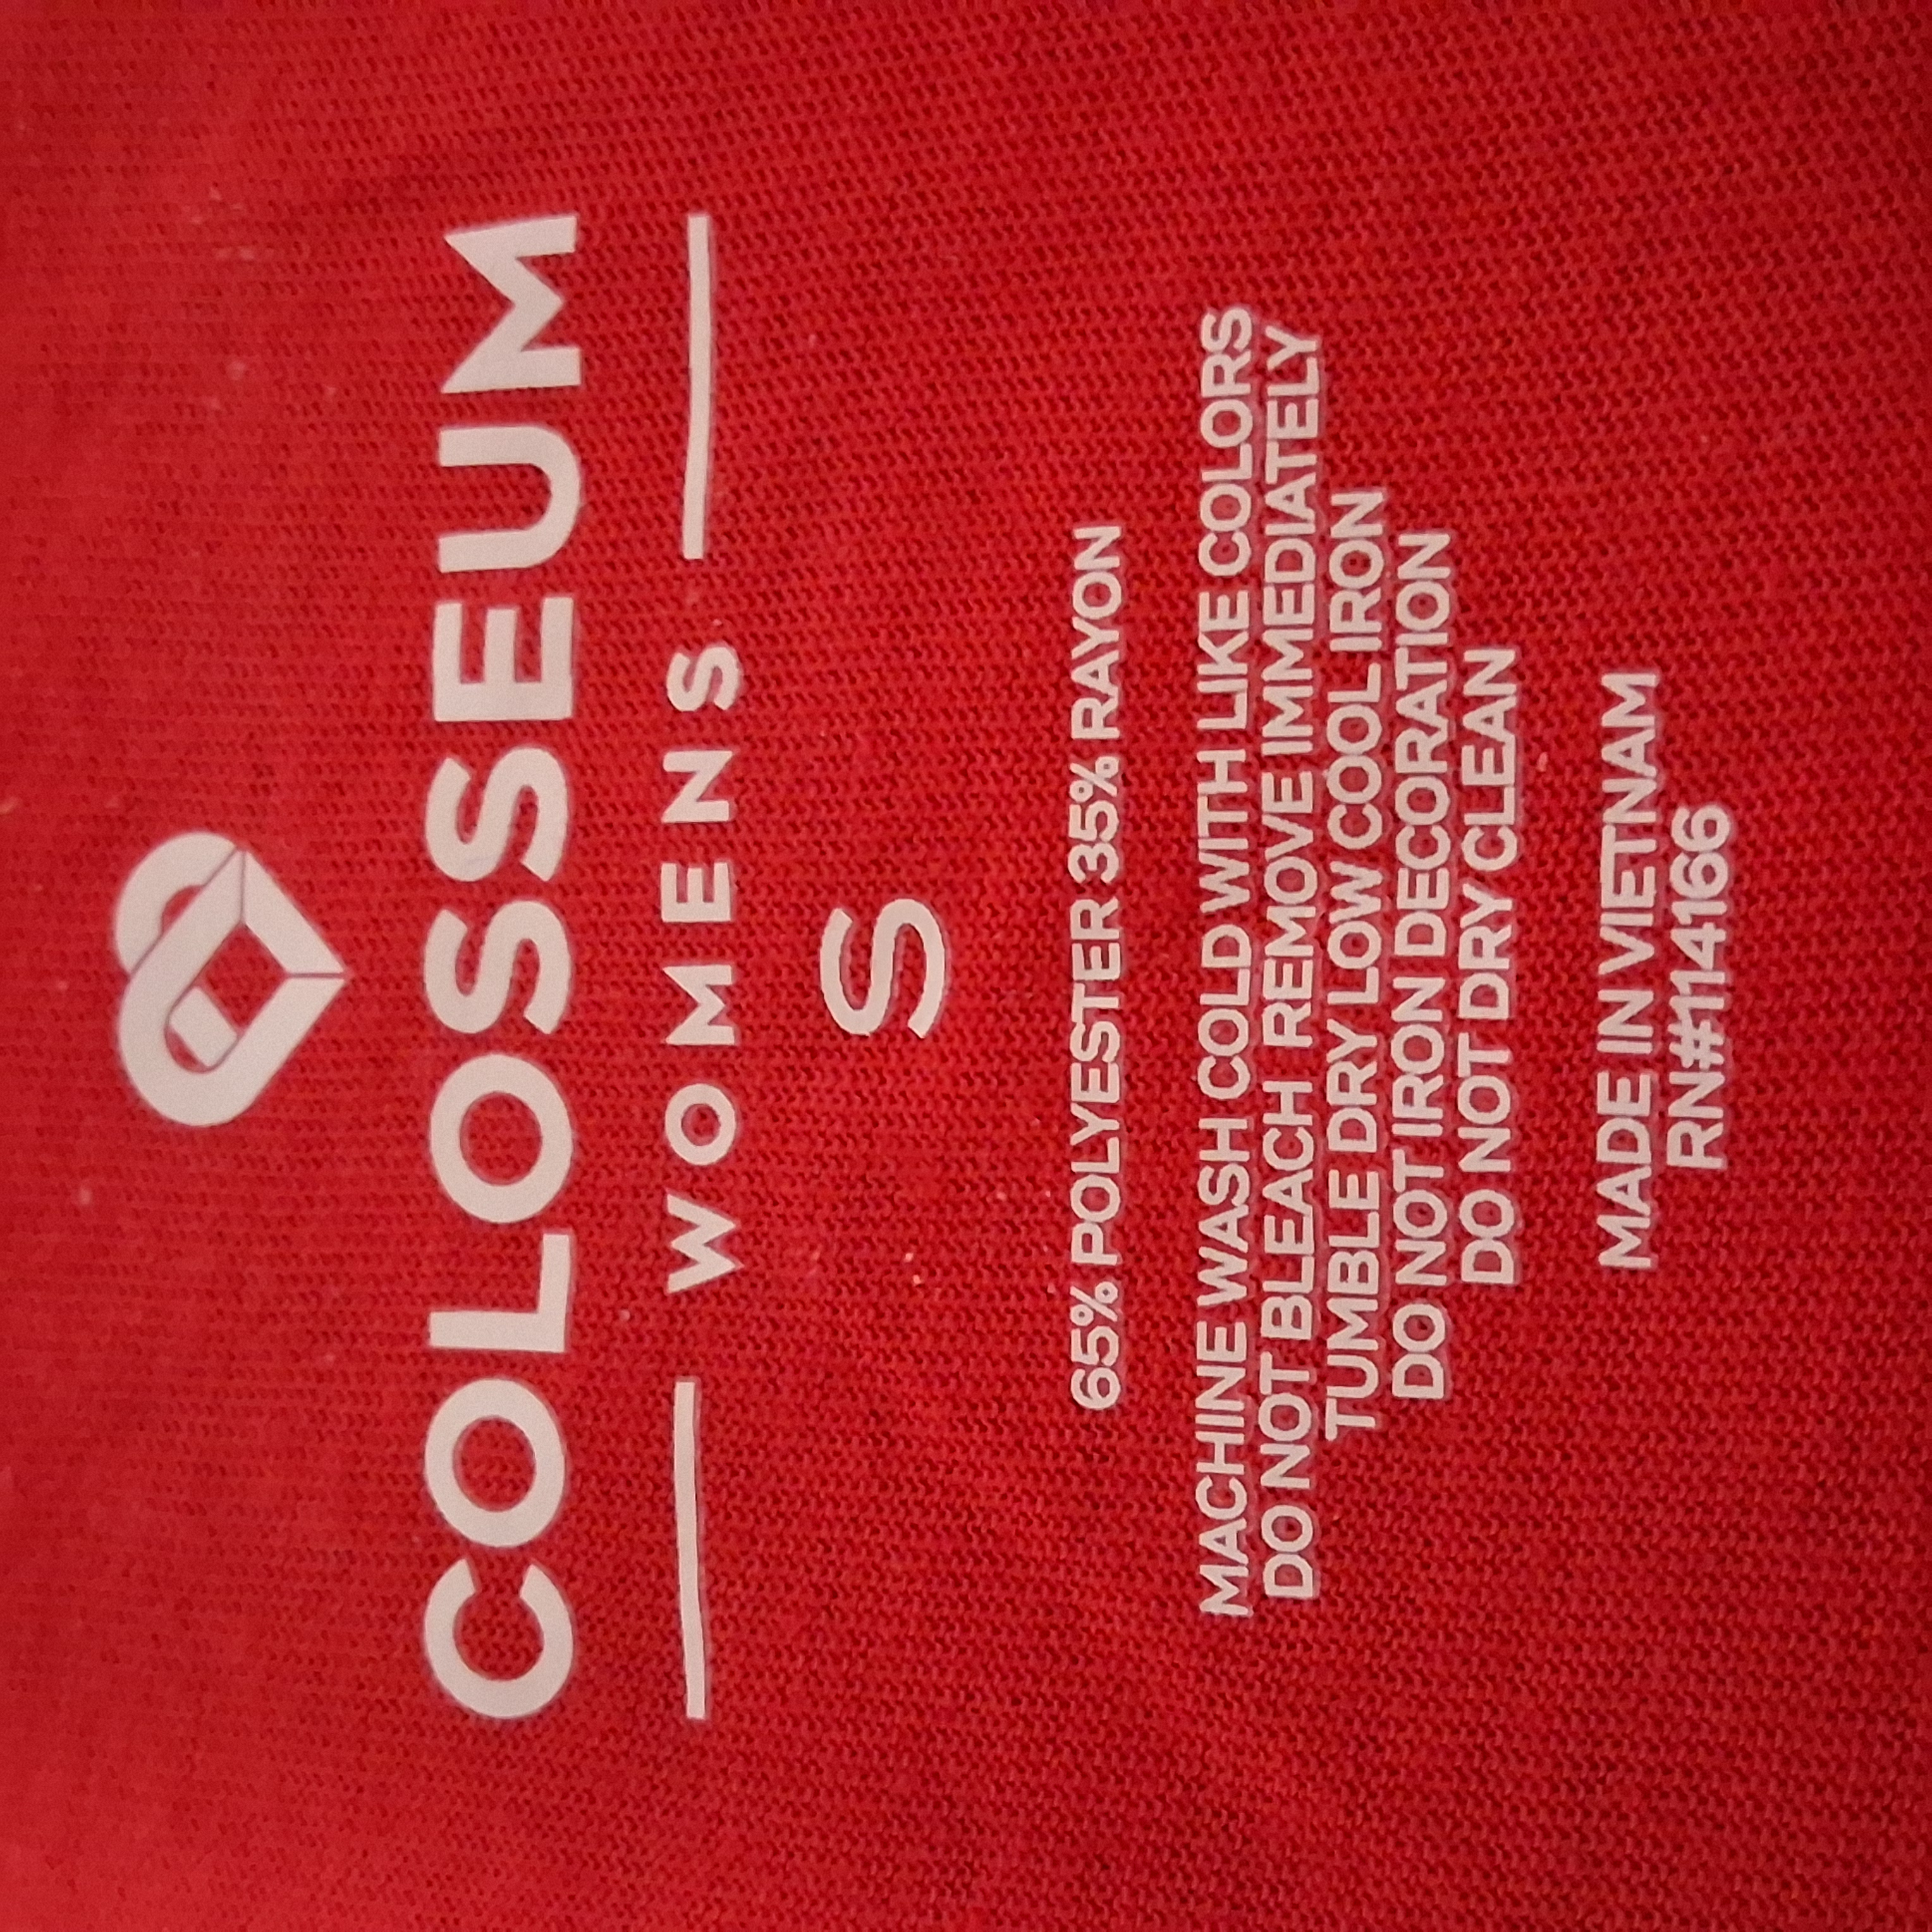 COLOSSEUM
WOMENS
S
65% POLYESTER 35% RAYON
MACHINE WASH COLD WITH LIKE COLORS
DO NOT BLEACH REMOVE IMMEDIATELY
TUMBLE DRY LOW COOL IRON
DO NOT IRON DECORATION
DO NOT DRY CLEAN
MADE IN VIETNAM
RN#114166